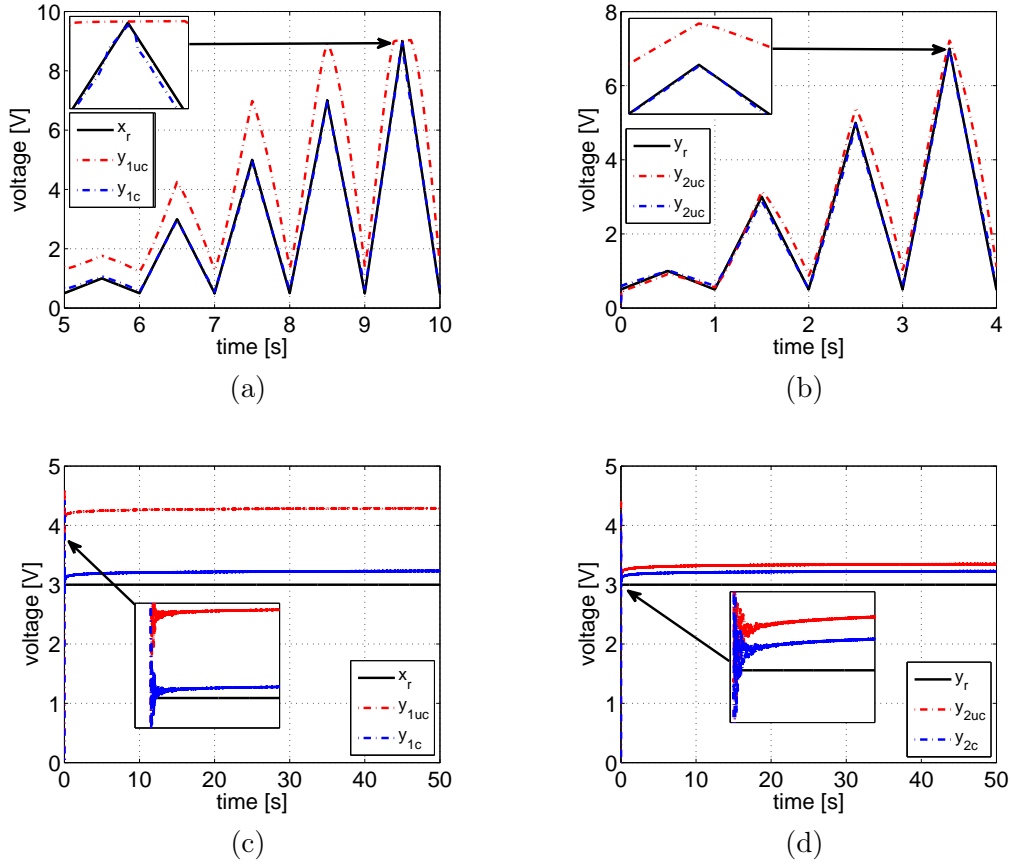 10
8
6
4
2
0
voltage [V]
x_r
y_1uc
y_1c
5 6 7 8 9 10
time [s]
(a)
8
6
4
2
0
voltage [V]
y_r
y_2uc
y_2uc
0 1 2 3 4
time [s]
(b)
5
4
3
2
1
0
voltage [V]
x_r
y_1uc
y_1c
0 10 20 30 40 50
time [s]
(c)
5
4
3
2
1
0
voltage [V]
y_r
y_2uc
y_2c
0 10 20 30 40 50
time [s]
(d)